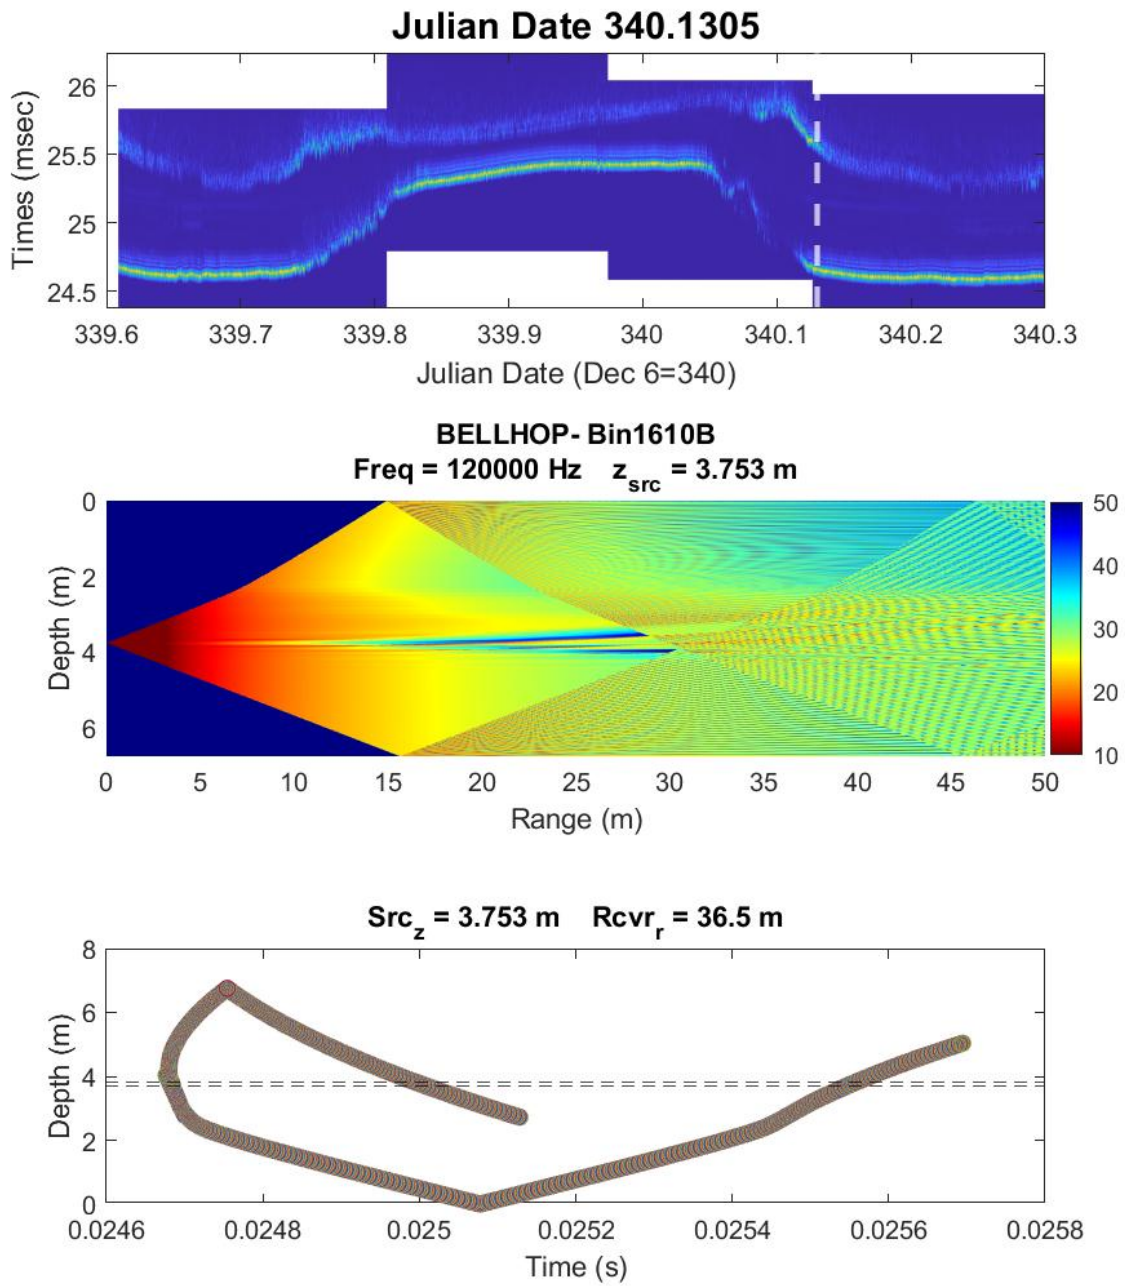 Julian Date 340.1305
Times (msec)
26
25.5
25
24.5
339.6 339.7 339.8 339.9 340 340.1 340.2 340.3
Julian Date (Dec 6=340)
BELLHOP- Bin1610B
Freq = 120000 Hz z_src = 3.753 m
Depth (m)
0
2
4
6
50
40
30
20
10
0 5 10 15 20 25 30 35 40 45 50
Range (m)
Src_z = 3.753 m Rcvr_r = 36.5 m
Depth (m)
8
6
4
2
0
0.0246 0.0248 0.025 0.0252 0.0254 0.0256 0.0258
Time (s)